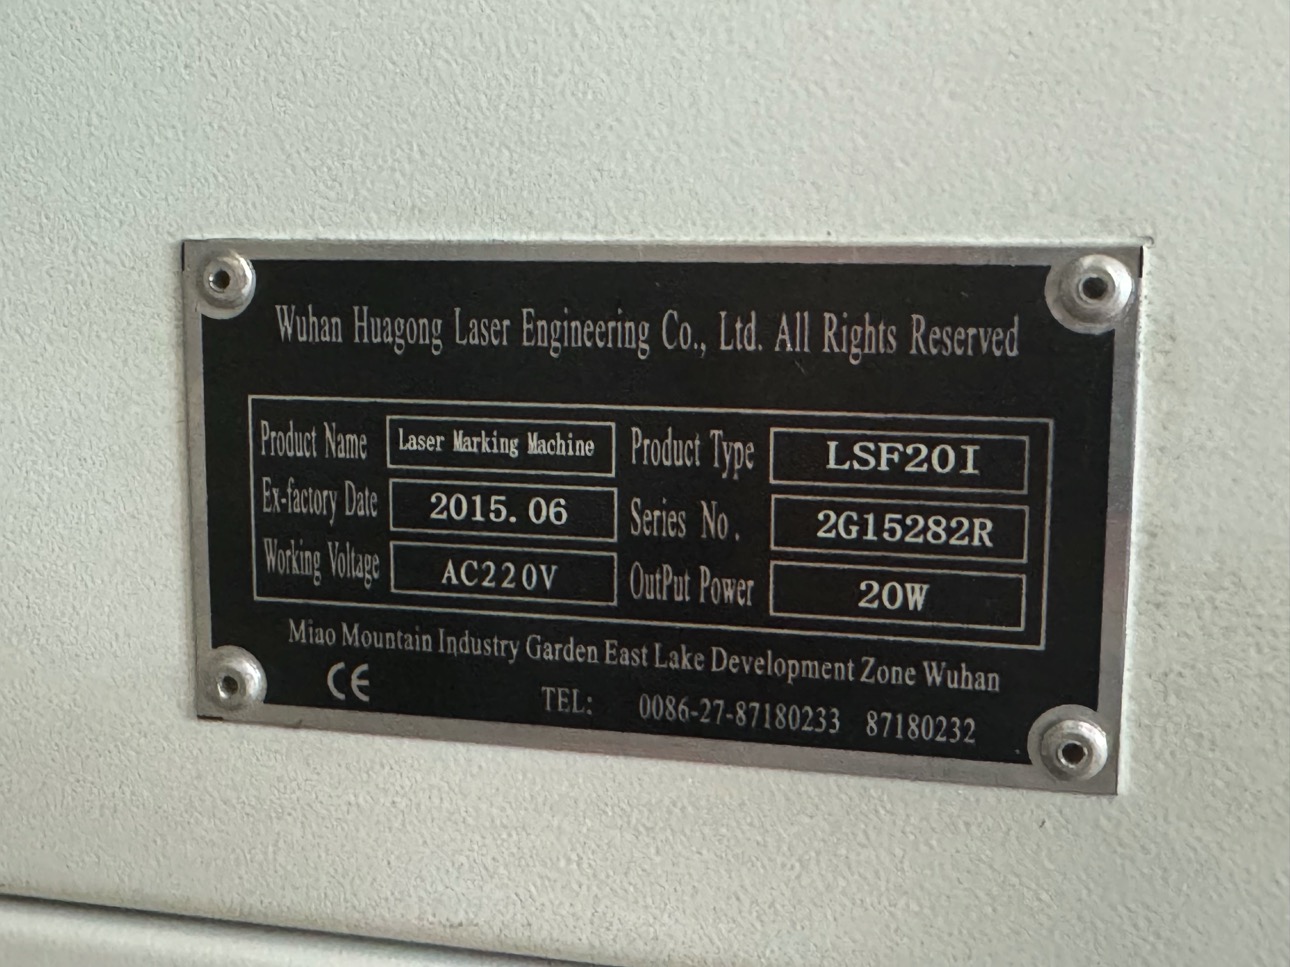 Wuhan Huagong Laser Engineering Co., Ltd. All Rights Reserved
Product Name Laser Marking Machine Product Type LSF20I
Ex-factory Date 2015.06 Series No. 2G15282R
Working Voltage AC220V OutPut Power 20W
Miao Mountain Industry Garden East Lake Development Zone Wuhan
CE TEL: 0086-27-87180233 87180232